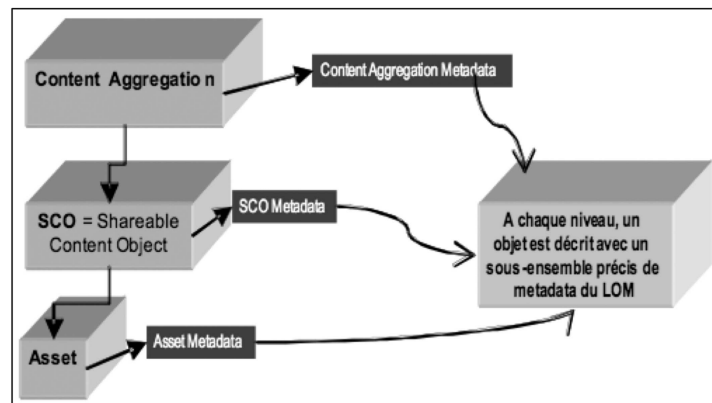 Content Aggregation
Content Aggregation Metadata
SCO = Shareable
Content Object
SCO Metadata
A chaque niveau, un
objet est décrit avec un
sous-ensemble précis de
metadata du LOM
Asset
Asset Metadata